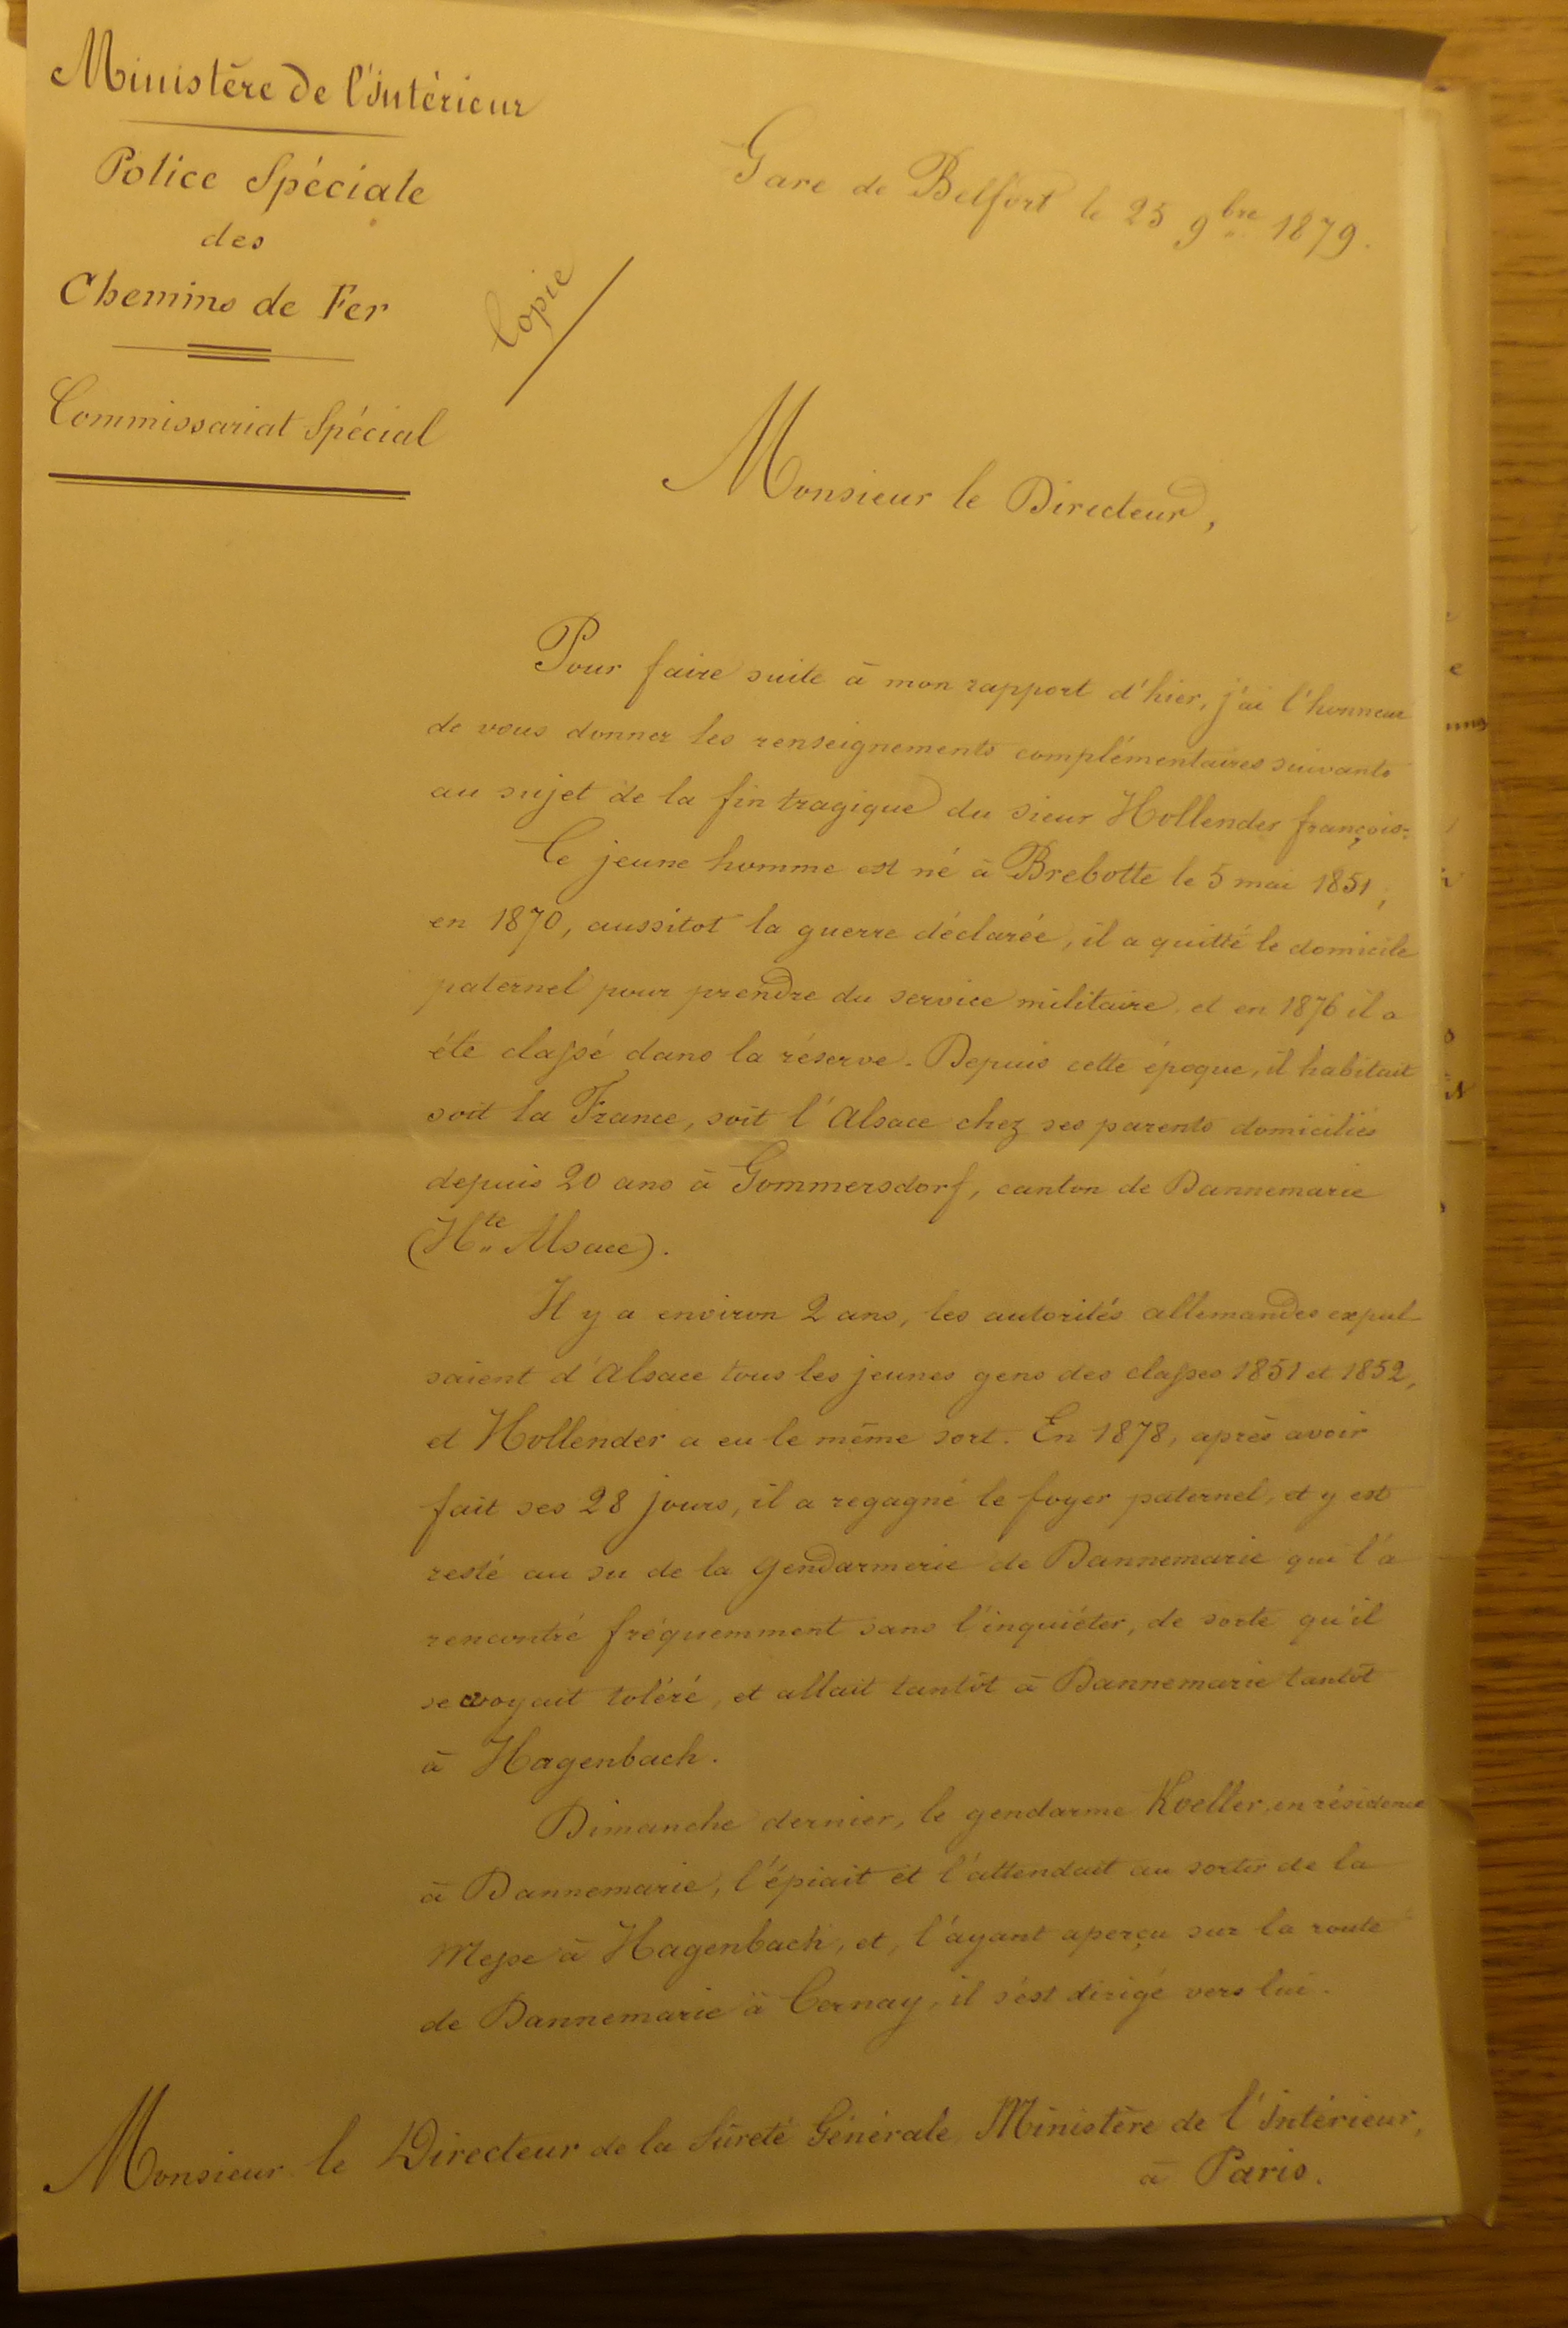 Ministère de l'Intérieur
Police Spéciale
des
Chemins de Fer
Commissariat Spécial
Copie
Gare de Belfort le 25 9bre 1879.
Monsieur le Directeur,
Pour faire suite à mon rapport d'hier, j'ai l'honneur
de vous donner les renseignements complémentaires suivants
au sujet de la fin tragique du sieur Hollender françois.
Ce jeune homme est né à Brebotte le 5 mai 1851,
en 1870, aussitot la guerre déclarée, il a quitté le domicile
paternel pour prendre du service militaire et en 1876 il a
été classé dans la réserve. Depuis cette époque, il habitait
soit la France, soit l'Alsace chez ses parents domiciliés
depuis 20 ans à Gommersdorf, canton de Dannemarie
(Hte Alsace).
Il y a environ 2 ans, les autorités allemandes expul-
saient d'Alsace tous les jeunes gens des classes 1851 et 1852,
et Hollender a eu le même sort. En 1878, après avoir
fait ses 28 jours, il a regagné le foyer paternel, et y est
resté au su de la gendarmerie de Dannemarie qui l'a
rencontré fréquemment sans l'inquiéter, de sorte qu'il
se croyait toléré, et allait tantôt à Dannemarie tantôt
à Hagenbach.
Dimanche dernier, le gendarme Koeller, en résidence
à Dannemarie, l'épiait et l'attendait au sortir de la
Messe à Hagenbach, et, l'ayant aperçu sur la route
de Dannemarie à Cernay, il s'est dirigé vers lui.
Monsieur le Directeur de la Sûreté Générale, Ministère de l'Intérieur,
à Paris.